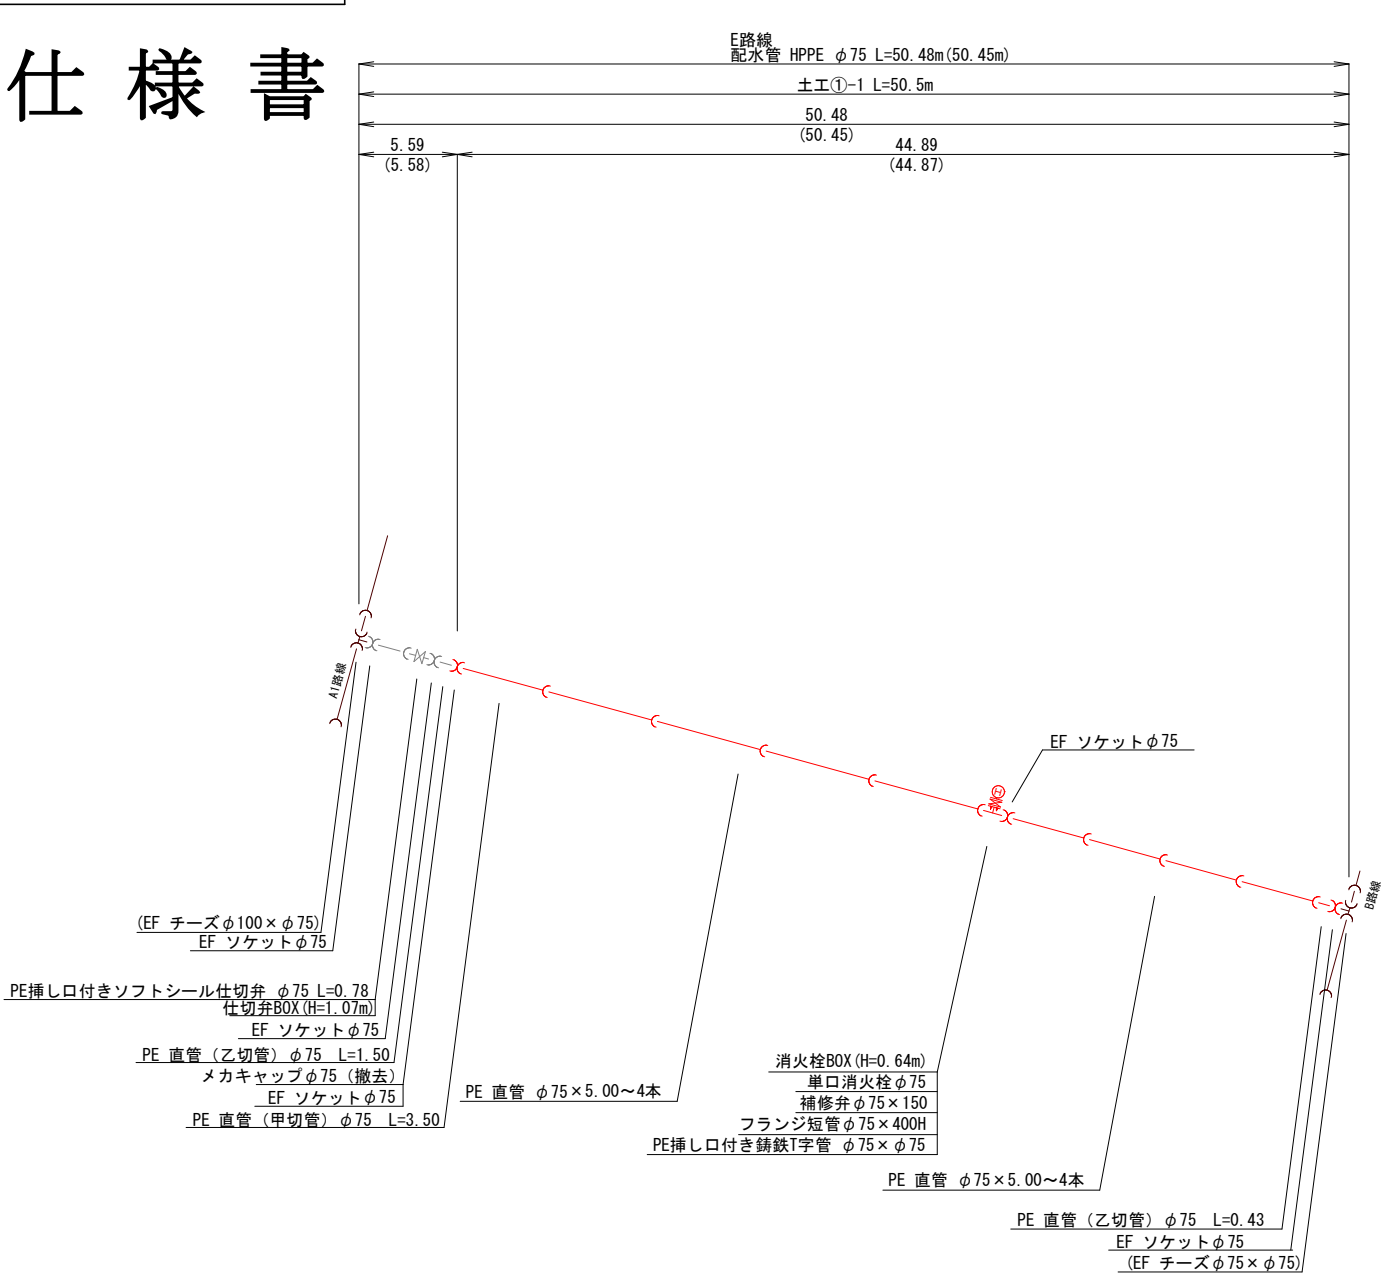 仕様書
E路線
配水管 HPPE φ75 L=50.48m(50.45m)
土工①-1 L=50.5m
50.48
(50.45)
5.59
(5.58)
44.89
(44.87)
A1路線
EF ソケットφ75
H
B路線
(EF チーズφ100×φ75)
EF ソケットφ75
PE挿し口付きソフトシール仕切弁 φ75 L=0.78
仕切弁BOX(H=1.07m)
EF ソケットφ75
PE 直管（乙切管）φ75 L=1.50
メカキャップφ75（撤去）
EF ソケットφ75
PE 直管（甲切管）φ75 L=3.50
PE 直管 φ75×5.00～4本
消火栓BOX(H=0.64m)
単口消火栓φ75
補修弁φ75×150
フランジ短管φ75×400H
PE挿し口付き鋳鉄T字管 φ75×φ75
PE 直管 φ75×5.00～4本
PE 直管（乙切管）φ75 L=0.43
EF ソケットφ75
(EF チーズφ75×φ75)